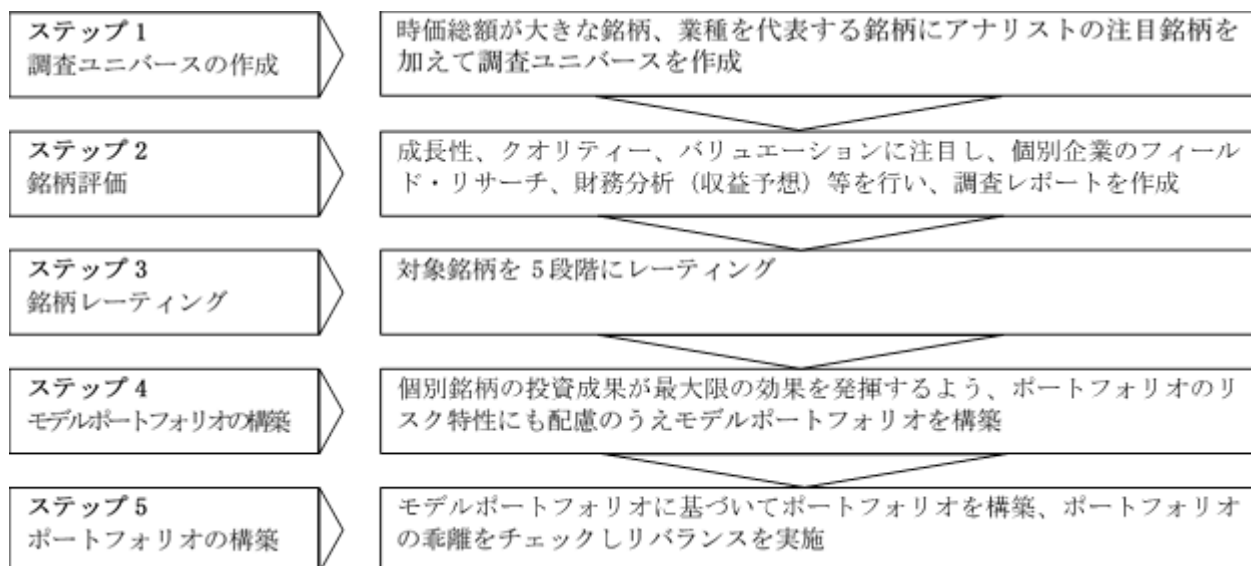 ステップ 1
調査ユニバースの作成
時価総額が大きな銘柄、業種を代表する銘柄にアナリストの注目銘柄を
加えて調査ユニバースを作成
ステップ 2
銘柄評価
成長性、クオリティー、バリュエーションに注目し、個別企業のフィール
ド・リサーチ、財務分析（収益予想）等を行い、調査レポートを作成
ステップ 3
銘柄レーティング
対象銘柄を 5 段階にレーティング
ステップ 4
モデルポートフォリオの構築
個別銘柄の投資成果が最大限の効果を発揮するよう、ポートフォリオのリ
スク特性にも配慮のうえモデルポートフォリオを構築
ステップ 5
ポートフォリオの構築
モデルポートフォリオに基づいてポートフォリオを構築、ポートフォリオ
の乖離をチェックしリバランスを実施